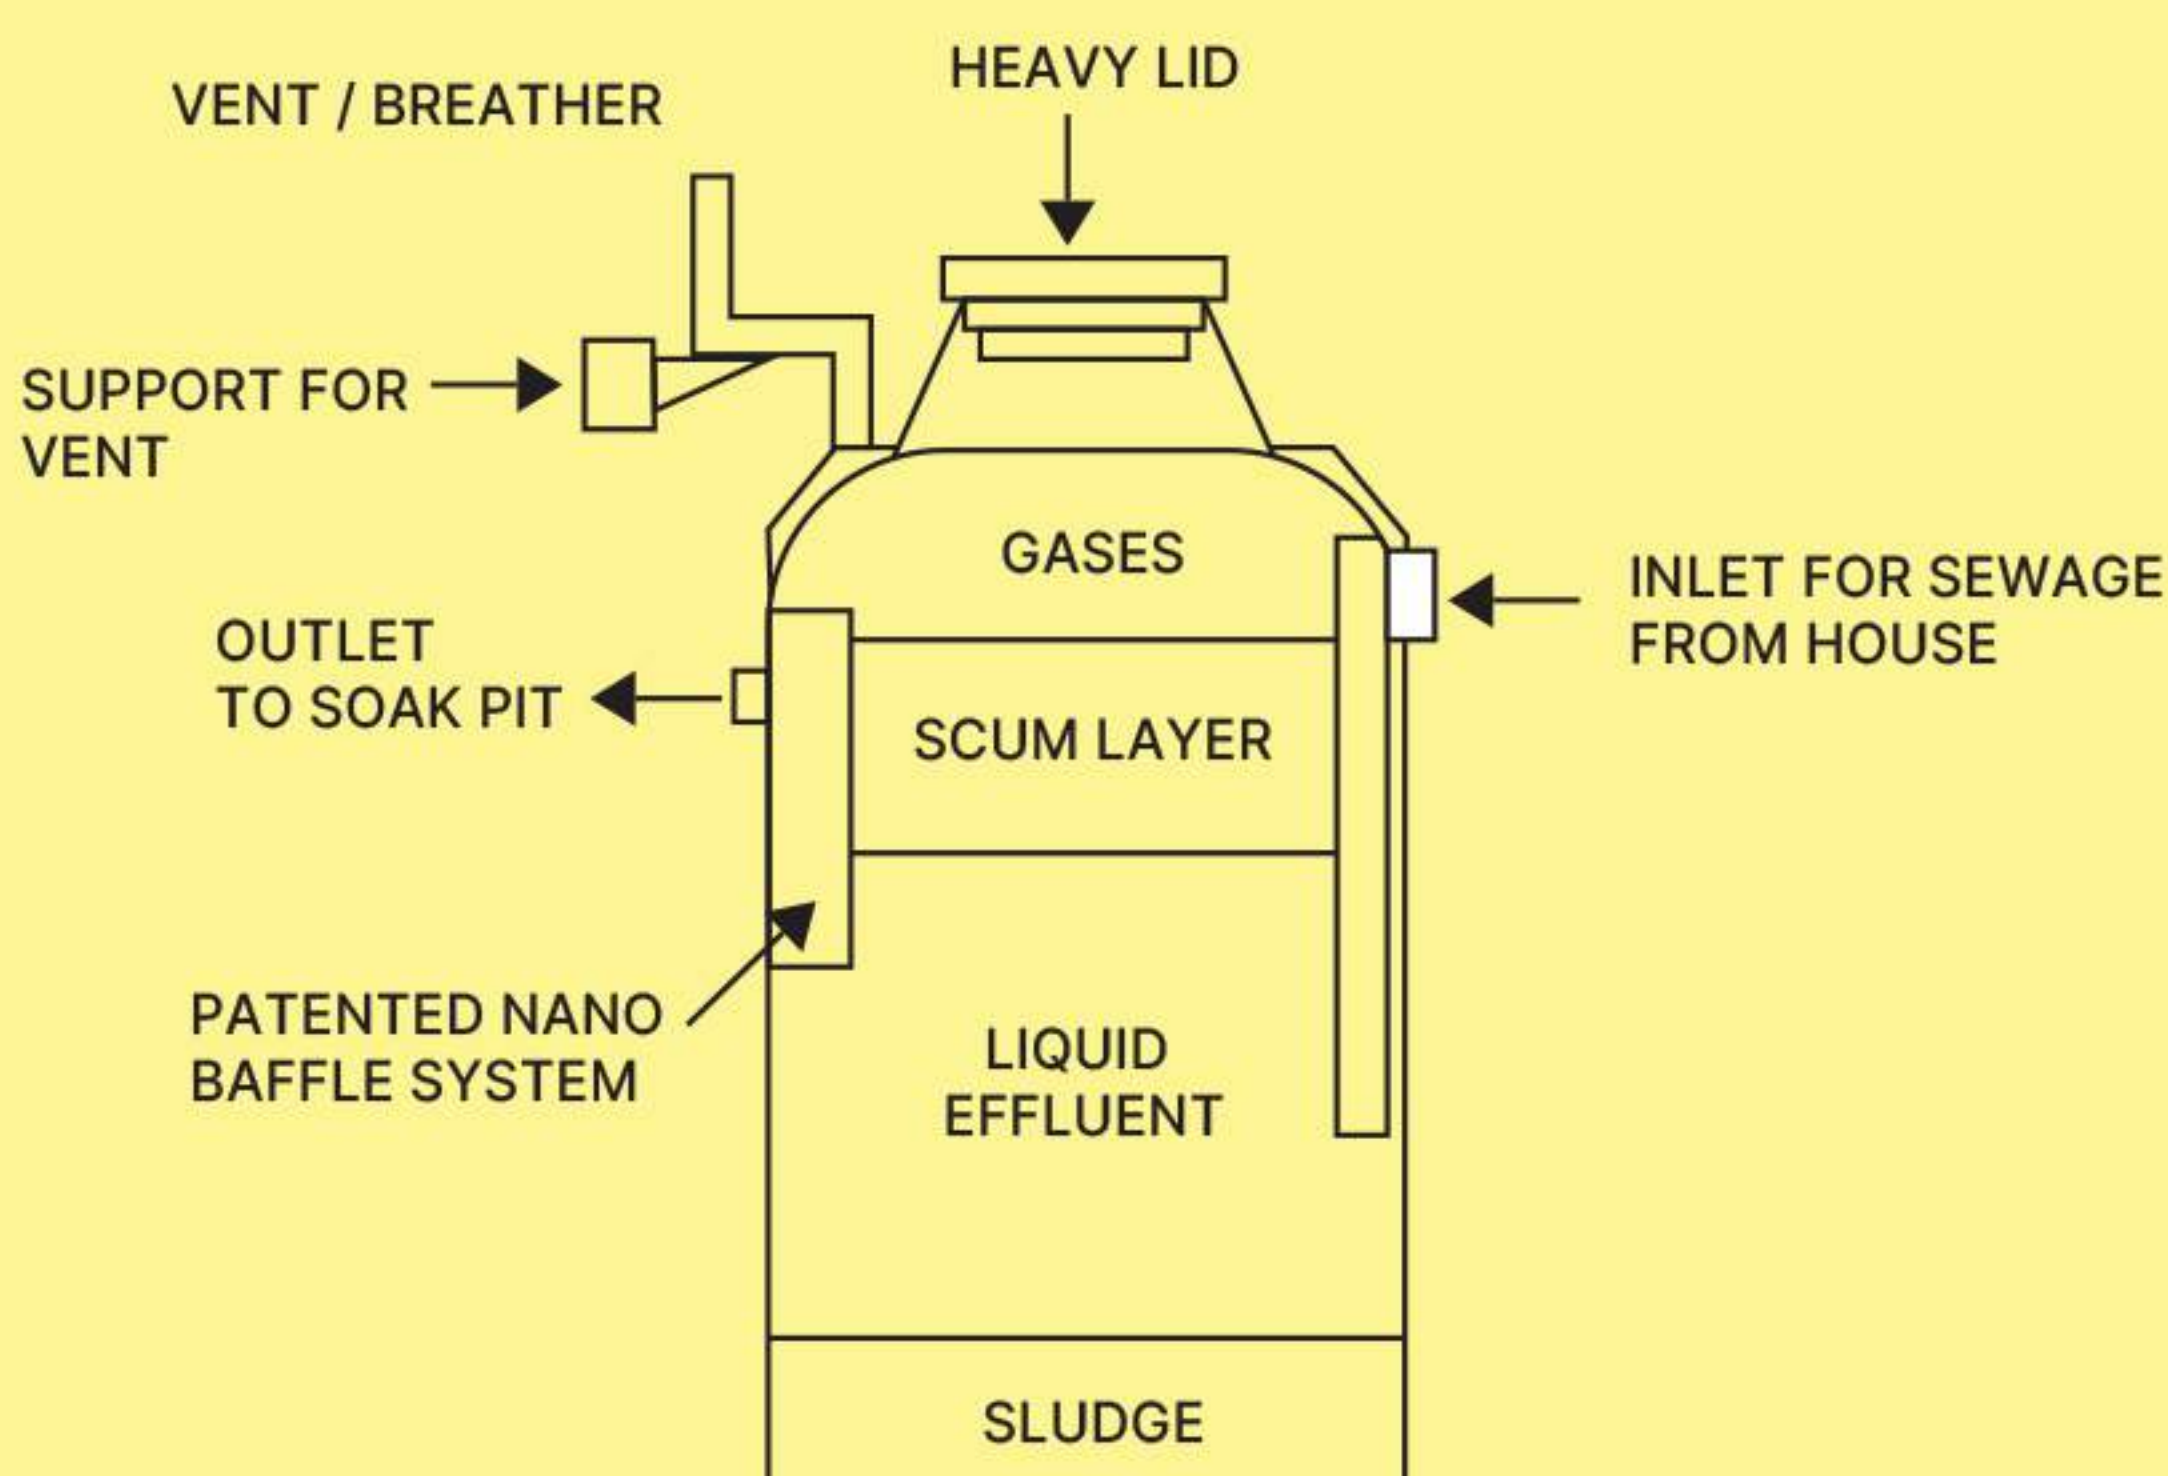 HEAVY LID
VENT / BREATHER
SUPPORT FOR
VENT
GASES
INLET FOR SEWAGE
FROM HOUSE
OUTLET
TO SOAK PIT
SCUM LAYER
PATENTED NANO
BAFFLE SYSTEM
LIQUID
EFFLUENT
SLUDGE